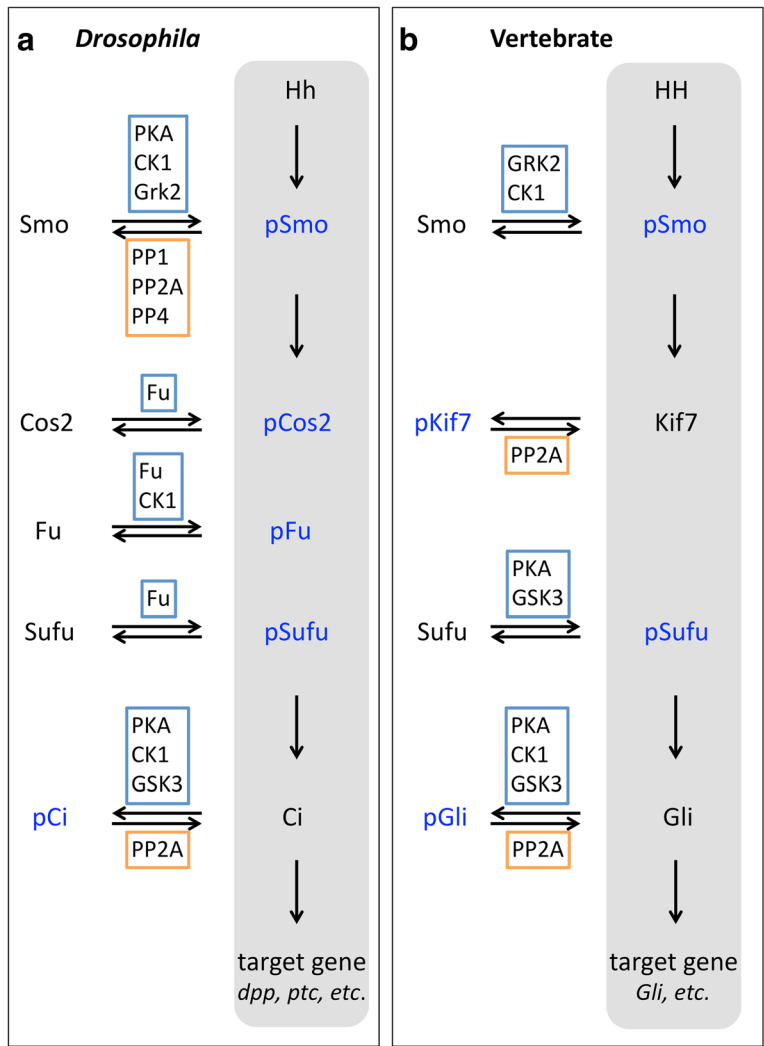 a Drosophila
Hh
PKA
CK1
Grk2
Smo pSmo
PP1
PP2A
PP4
Fu
Cos2 pCos2
Fu
CK1
Fu pFu
Fu
Sufu pSufu
PKA
CK1
GSK3
pCi Ci
PP2A
target gene
dpp, ptc, etc.
b Vertebrate
HH
GRK2
CK1
Smo pSmo
pKif7 Kif7
PP2A
PKA
GSK3
Sufu pSufu
PKA
CK1
GSK3
pGli Gli
PP2A
target gene
Gli, etc.